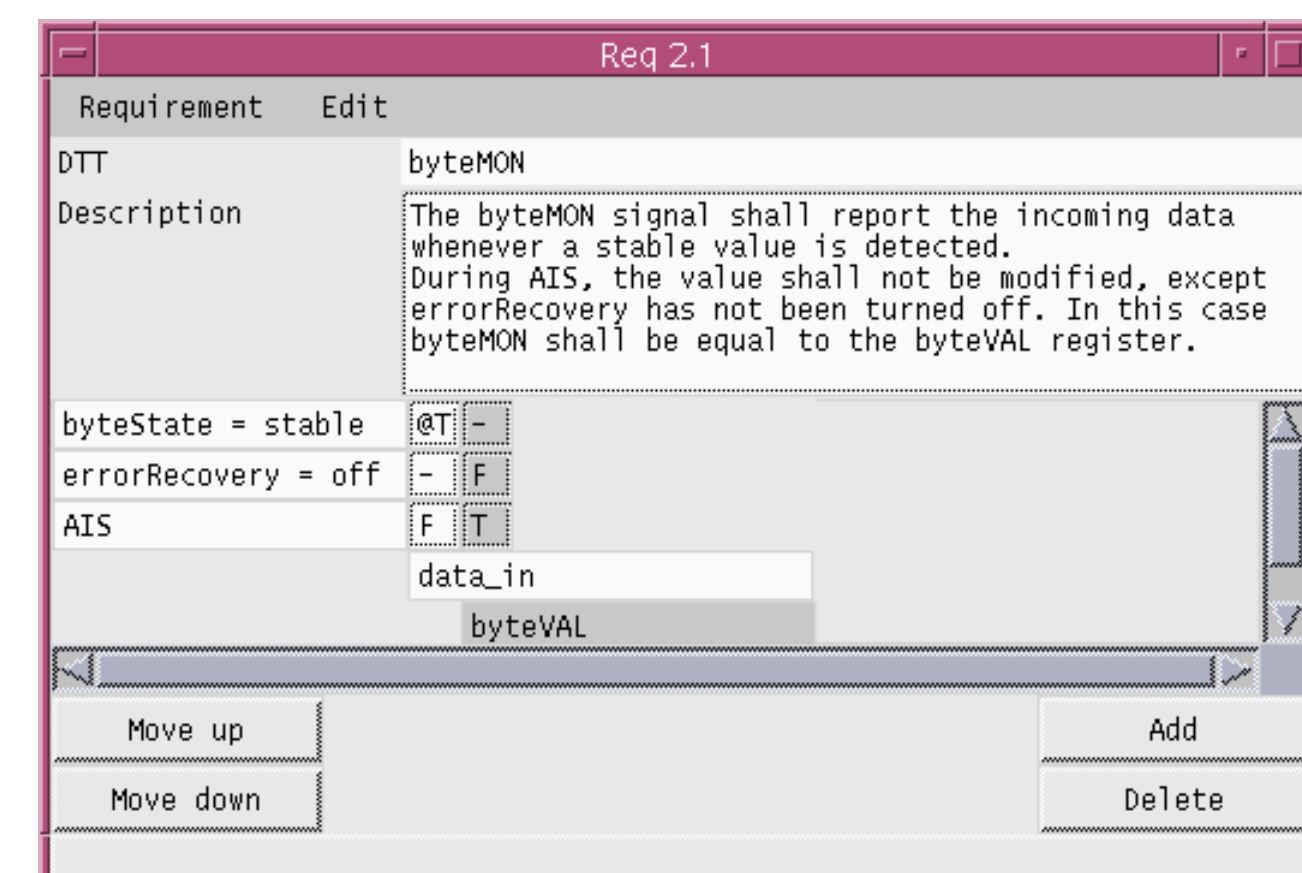 Req 2.1
Requirement Edit
DTT byteMON
Description The byteMON signal shall report the incoming data
whenever a stable value is detected.
During AIS, the value shall not be modified, except
errorRecovery has not been turned off. In this case
byteMON shall be equal to the byteVAL register.
byteState = stable @T -
errorRecovery = off - F
AIS F T
data_in
byteVAL
Move up Add
Move down Delete